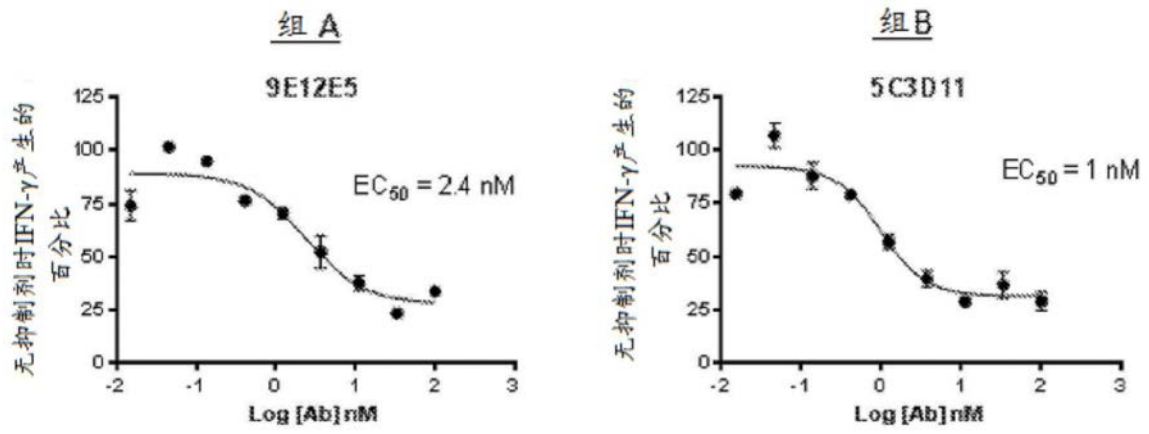 组 A
9E12E5
无抑制剂时IFN-γ产生的
百分比
125
100
75
50
25
0
EC50 = 2.4 nM
-2 -1 0 1 2 3
Log [Ab] nM
组 B
5C3D11
无抑制剂时IFN-γ产生的
百分比
125
100
75
50
25
0
EC50 = 1 nM
-2 -1 0 1 2 3
Log [Ab] nM